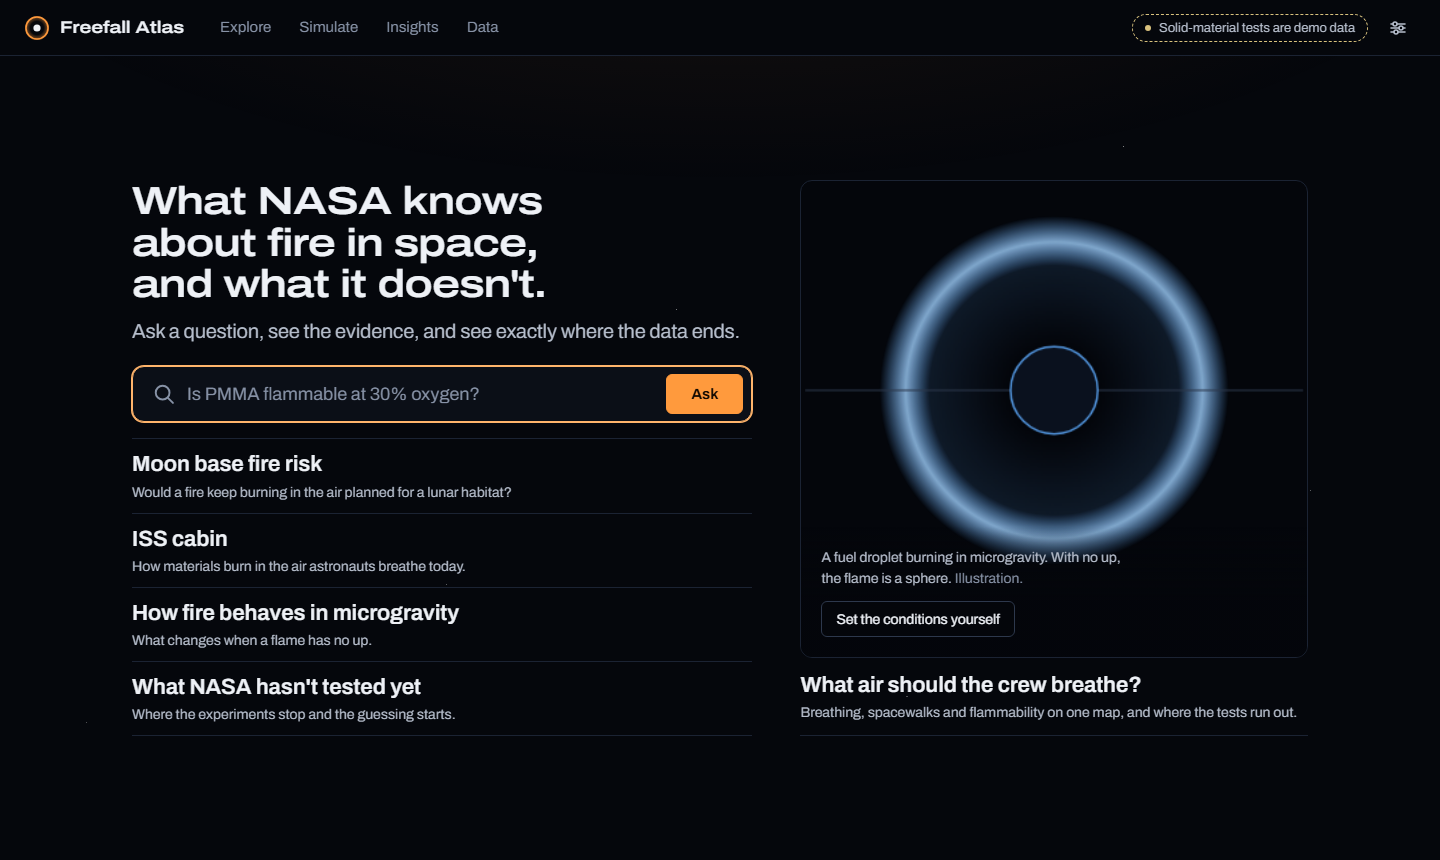 Freefall Atlas
Explore
Simulate
Insights
Data
Solid-material tests are demo data
What NASA knows
about fire in space,
and what it doesn't.
Ask a question, see the evidence, and see exactly where the data ends.
Is PMMA flammable at 30% oxygen?
Ask
Moon base fire risk
Would a fire keep burning in the air planned for a lunar habitat?
ISS cabin
How materials burn in the air astronauts breathe today.
How fire behaves in microgravity
What changes when a flame has no up.
What NASA hasn't tested yet
Where the experiments stop and the guessing starts.
A fuel droplet burning in microgravity. With no up,
the flame is a sphere. Illustration.
Set the conditions yourself
What air should the crew breathe?
Breathing, spacewalks and flammability on one map, and where the tests run out.